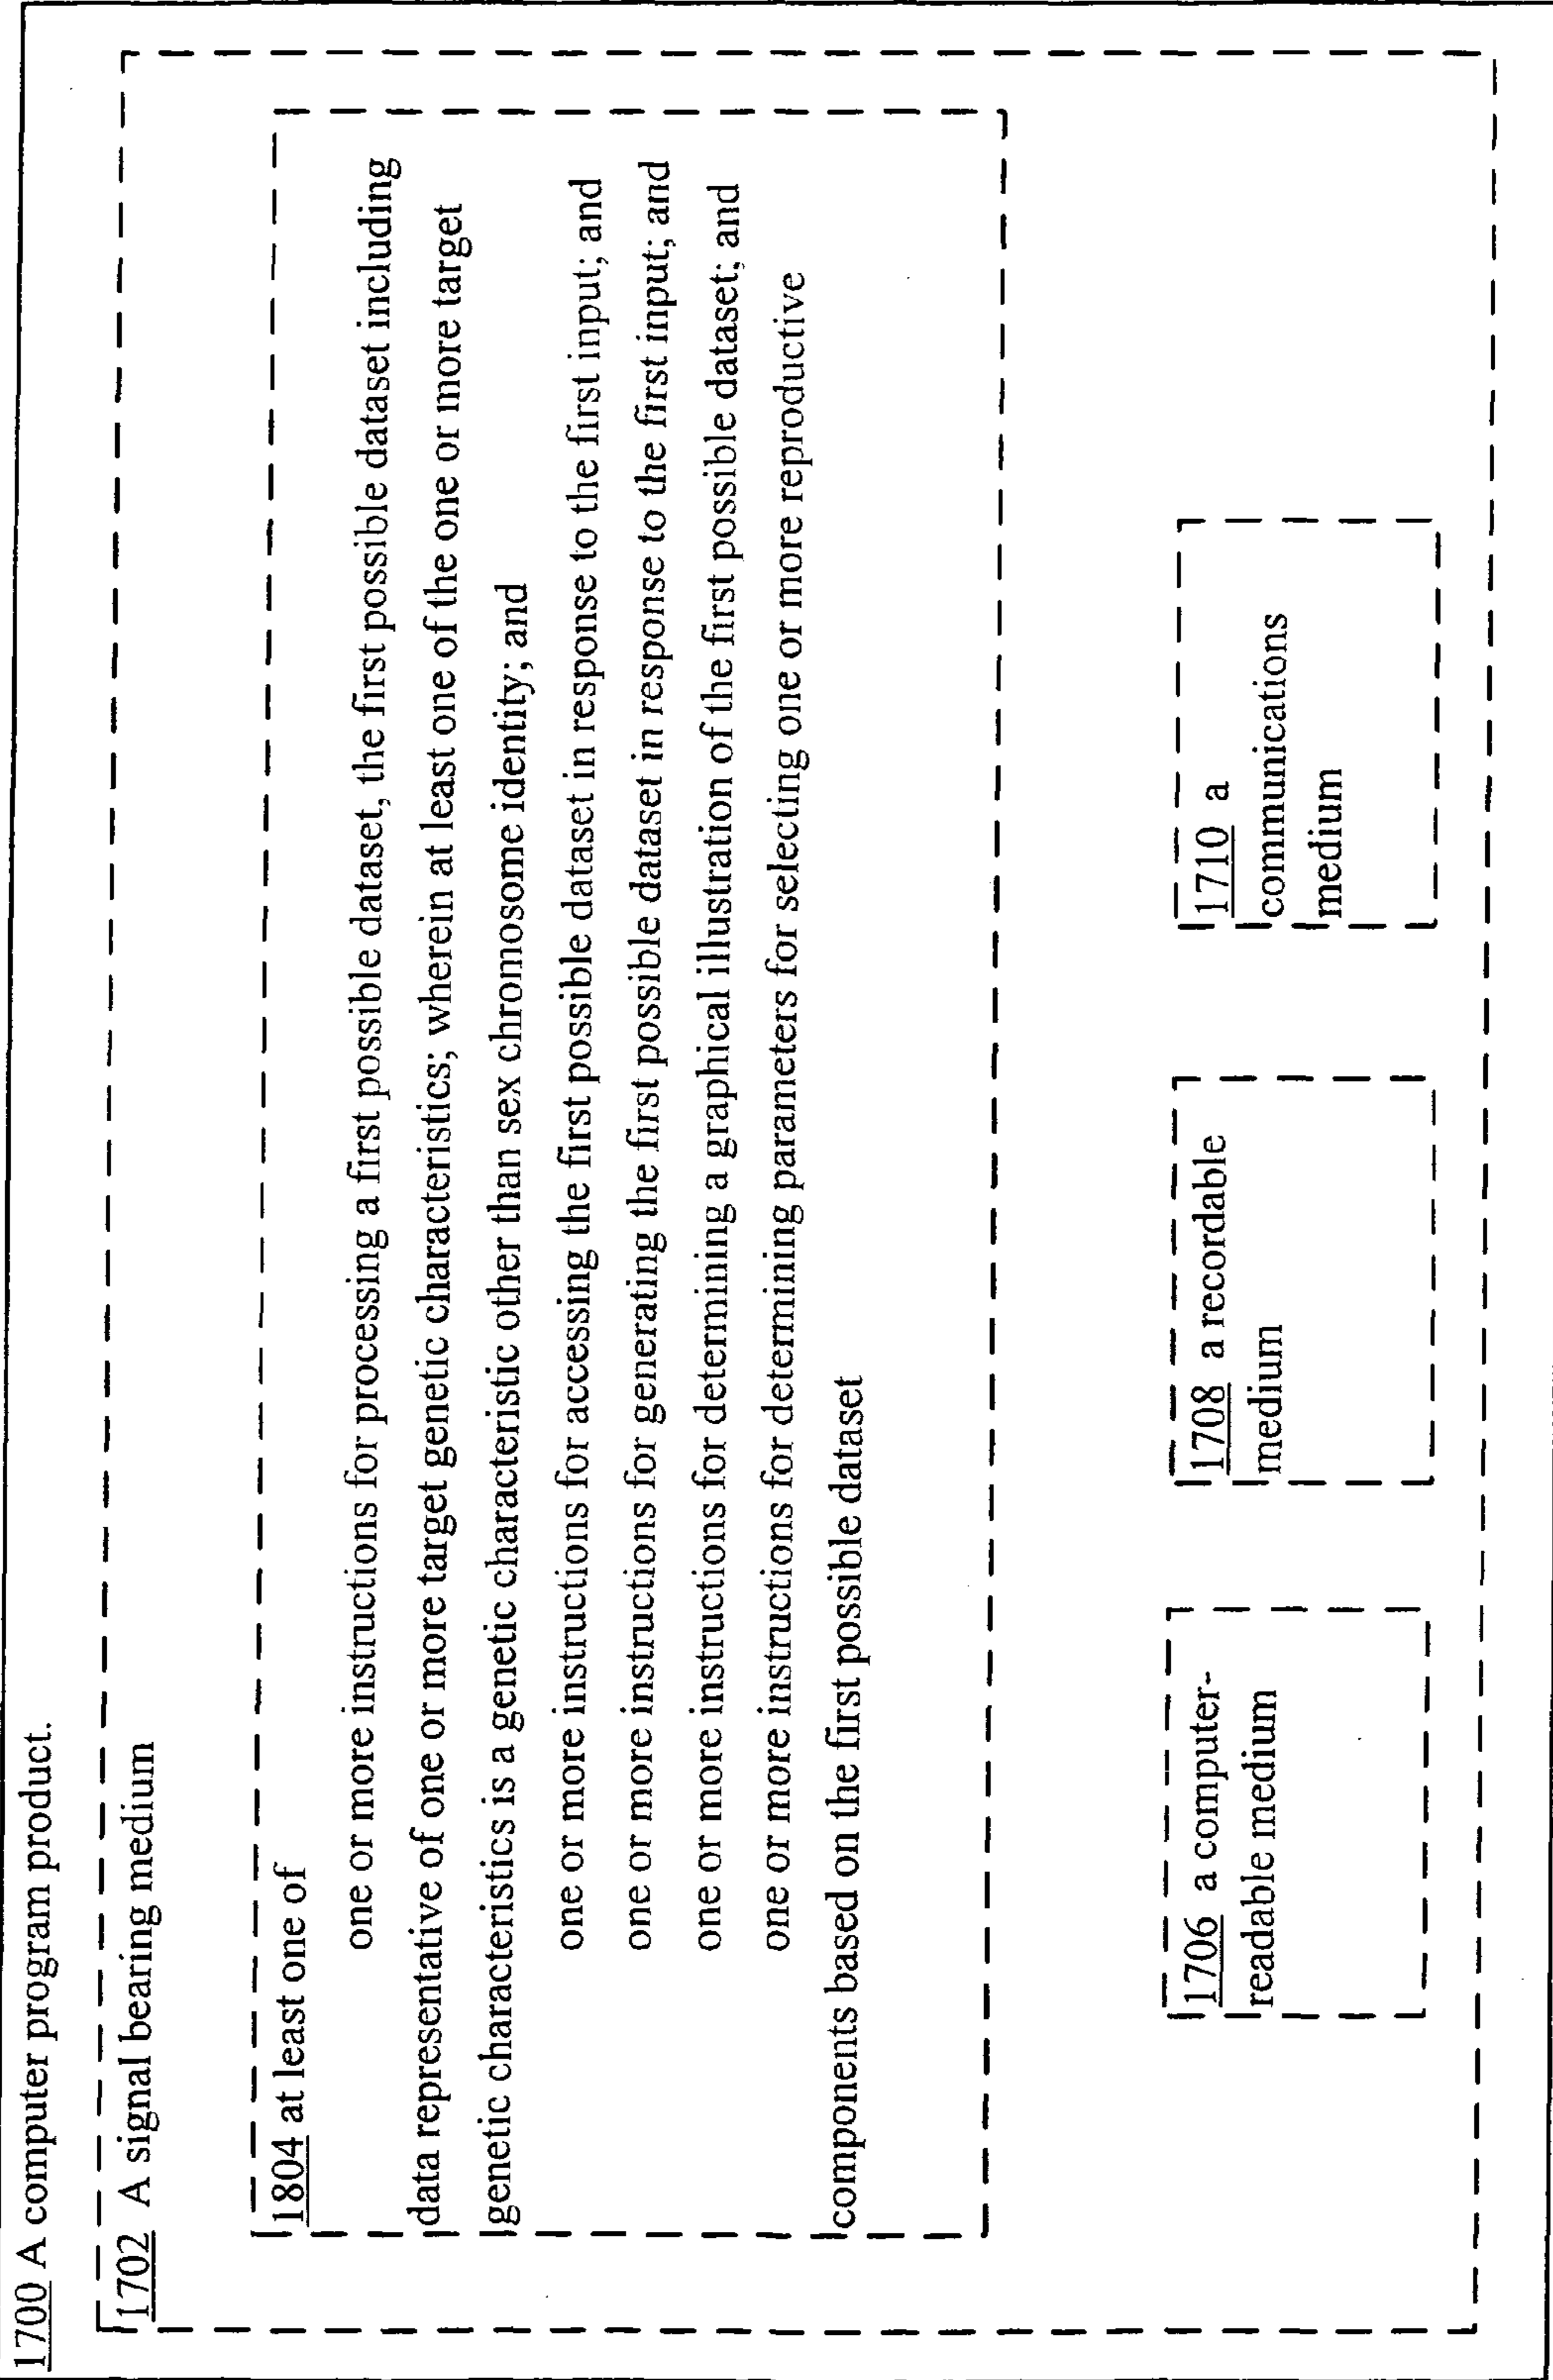 1700 A computer program product.
1702 A signal bearing medium
1804 at least one of
one or more instructions for processing a first possible dataset, the first possible dataset including
data representative of one or more target genetic characteristics; wherein at least one of the one or more target
genetic characteristics is a genetic characteristic other than sex chromosome identity; and
one or more instructions for accessing the first possible dataset in response to the first input; and
one or more instructions for generating the first possible dataset in response to the first input; and
one or more instructions for determining a graphical illustration of the first possible dataset; and
one or more instructions for determining parameters for selecting one or more reproductive
components based on the first possible dataset
1706 a computer-
readable medium
1708 a recordable
medium
1710 a
communications
medium